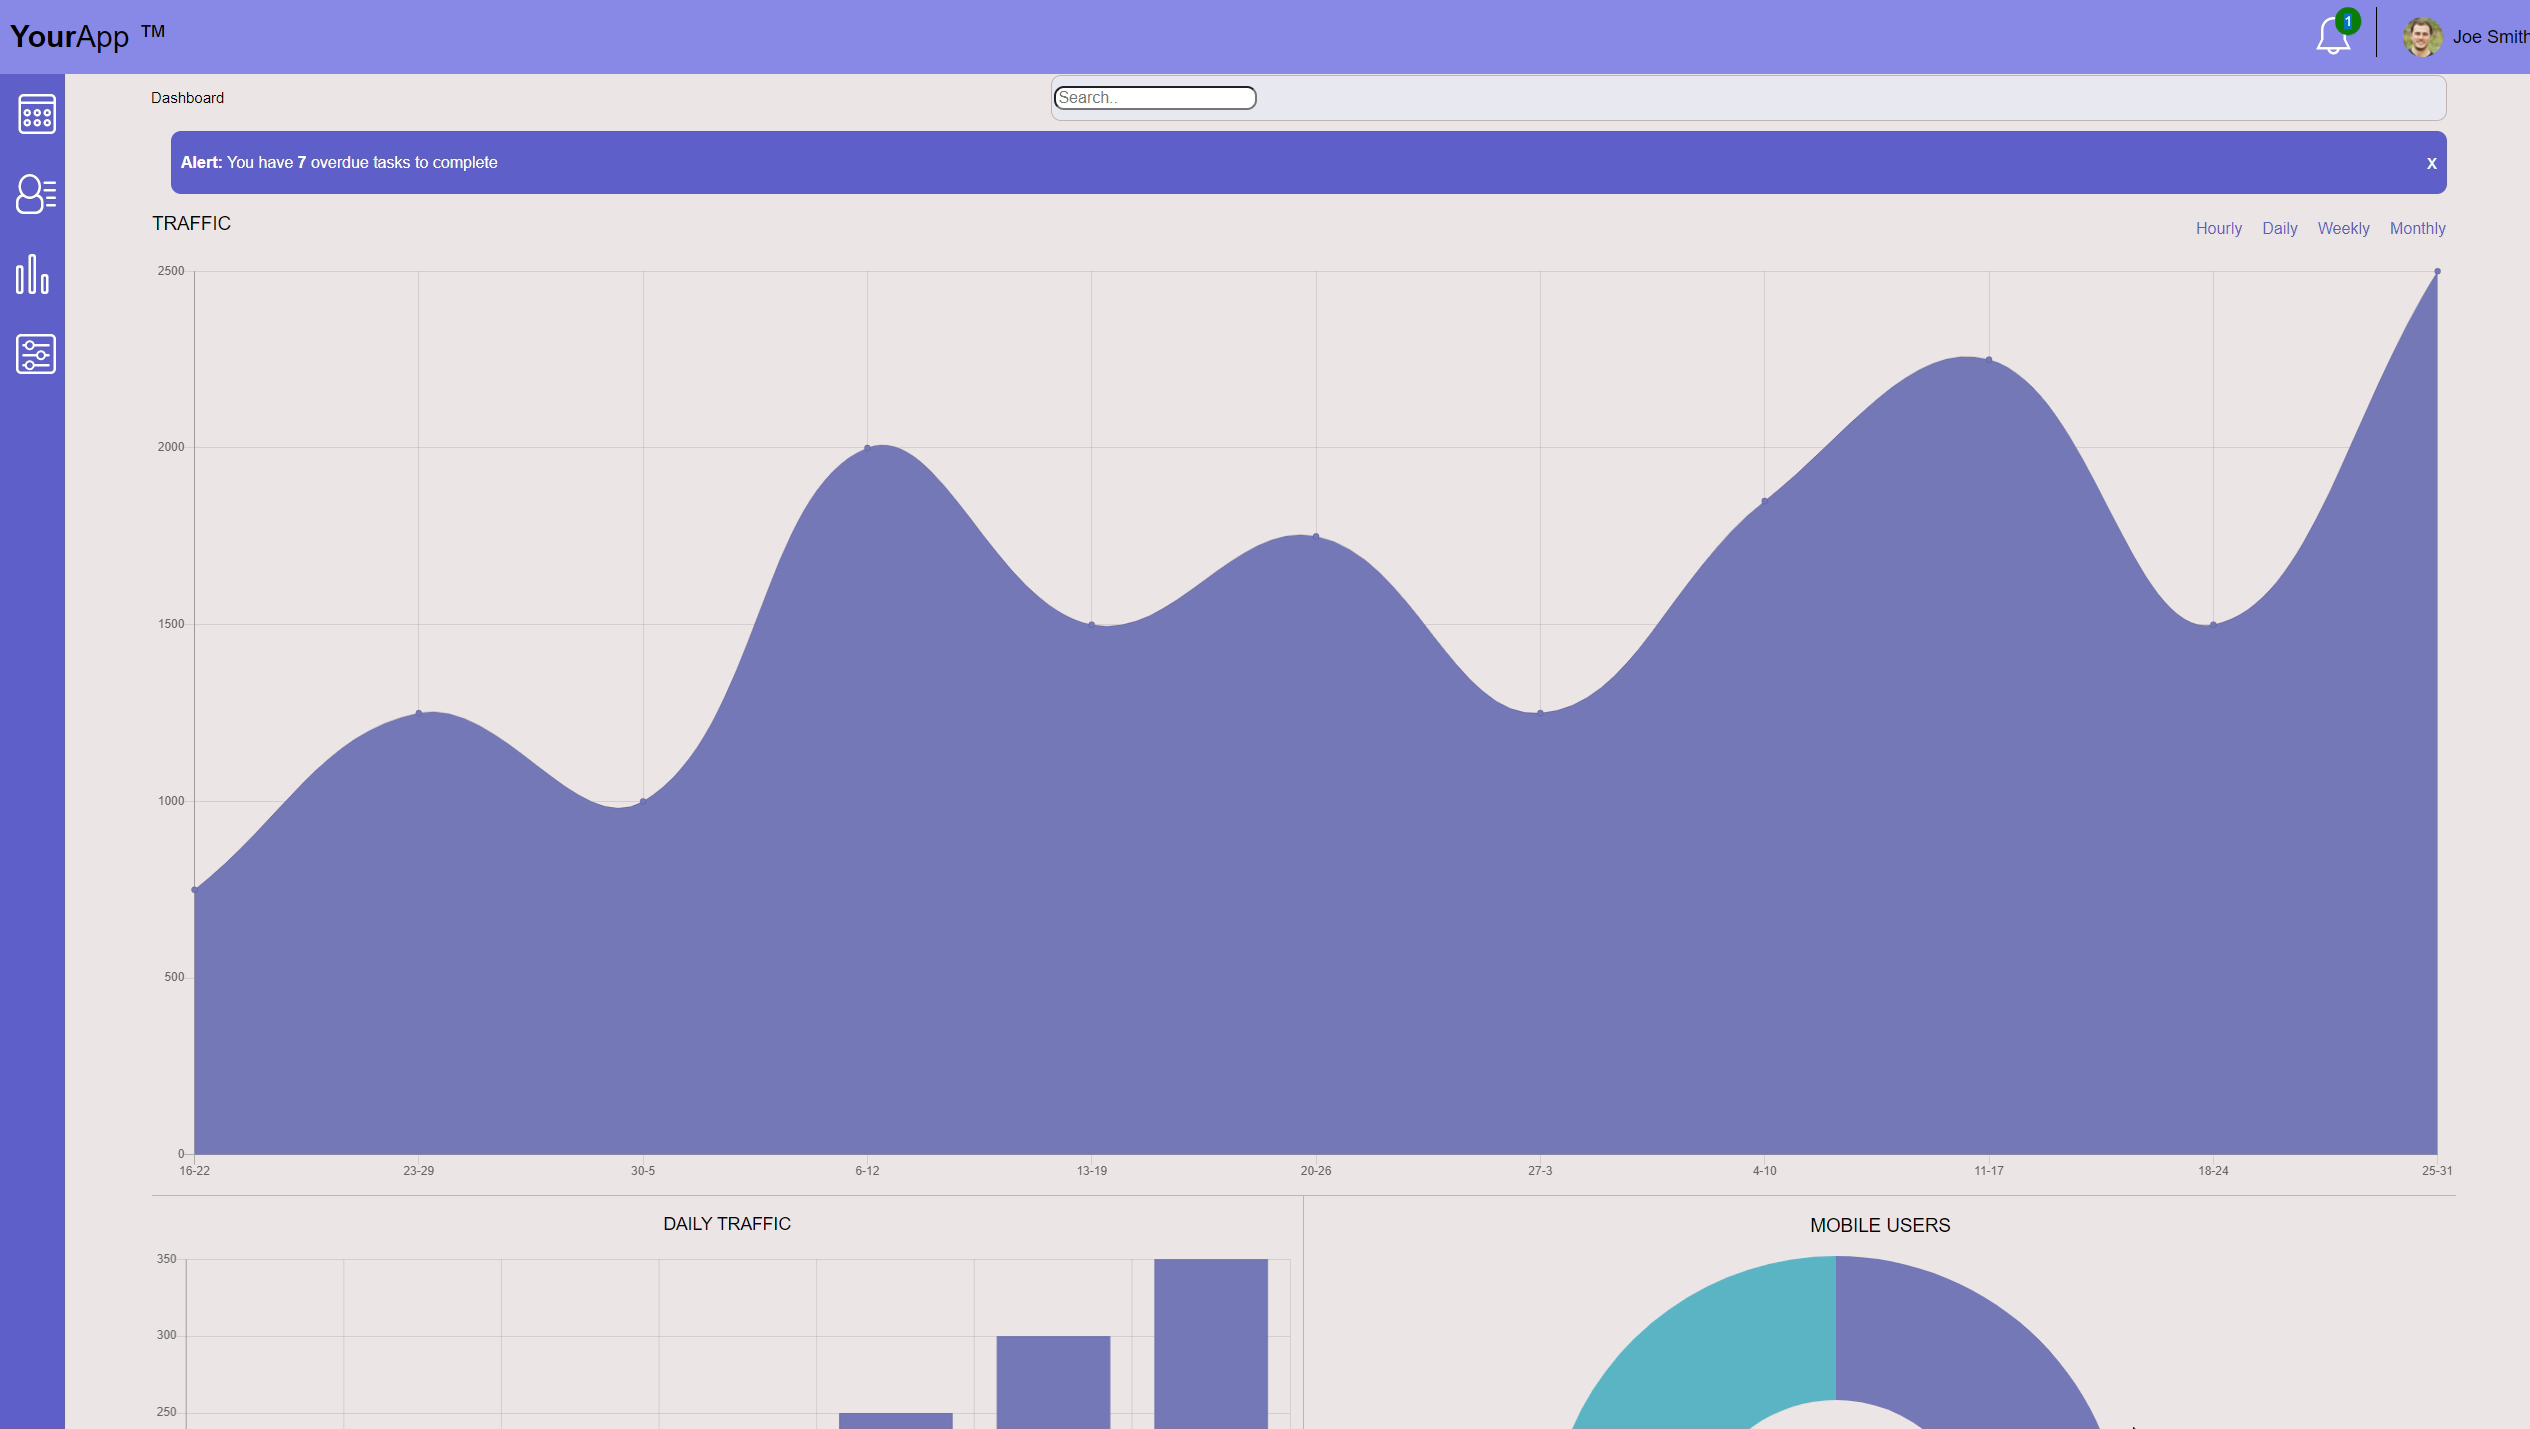 YourApp TM
1
Joe Smith
Dashboard
Search..
Alert: You have 7 overdue tasks to complete
X
TRAFFIC
Hourly Daily Weekly Monthly
2500
2000
1500
1000
500
0
16-22 23-29 30-5 6-12 13-19 20-26 27-3 4-10 11-17 18-24 25-31
DAILY TRAFFIC
350
300
250
MOBILE USERS